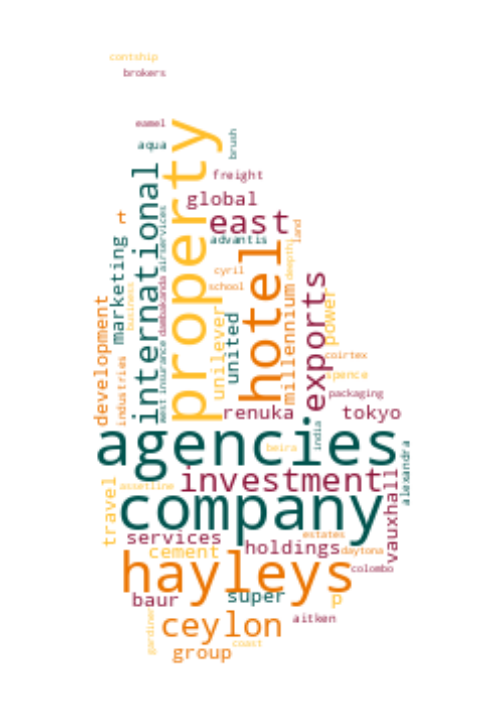 contship
brokers
eamel
aqua
brush
property
international
airservices
freight
global
east
rt
advantis
land
deepthi
marketing
hotel
cyril
school
dambakanda
business
unilever
united
millennium
exports
power
development
industries
insurance
west
coirtex
spence
packaging
renuka
tokyo
india
agencies
beira
alexandra
investment
assetline
travel
company
vauxhall
services
estates
cement
holdings
daytona
hayleys
colombo
baur
super
p
ceylon
aitken
gardiner
coast
group